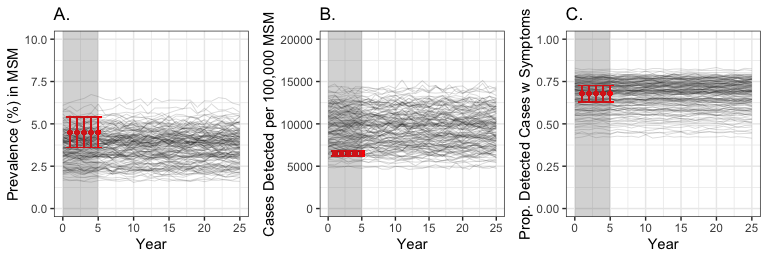 A.
Prevalence (%) in MSM
10.0
7.5
5.0
2.5
0.0
0 5 10 15 20 25
Year
B.
Cases Detected per 100,000 MSM
20000
15000
10000
5000
0
0 5 10 15 20 25
Year
C.
Prop. Detected Cases w Symptoms
1.00
0.75
0.50
0.25
0.00
0 5 10 15 20 25
Year